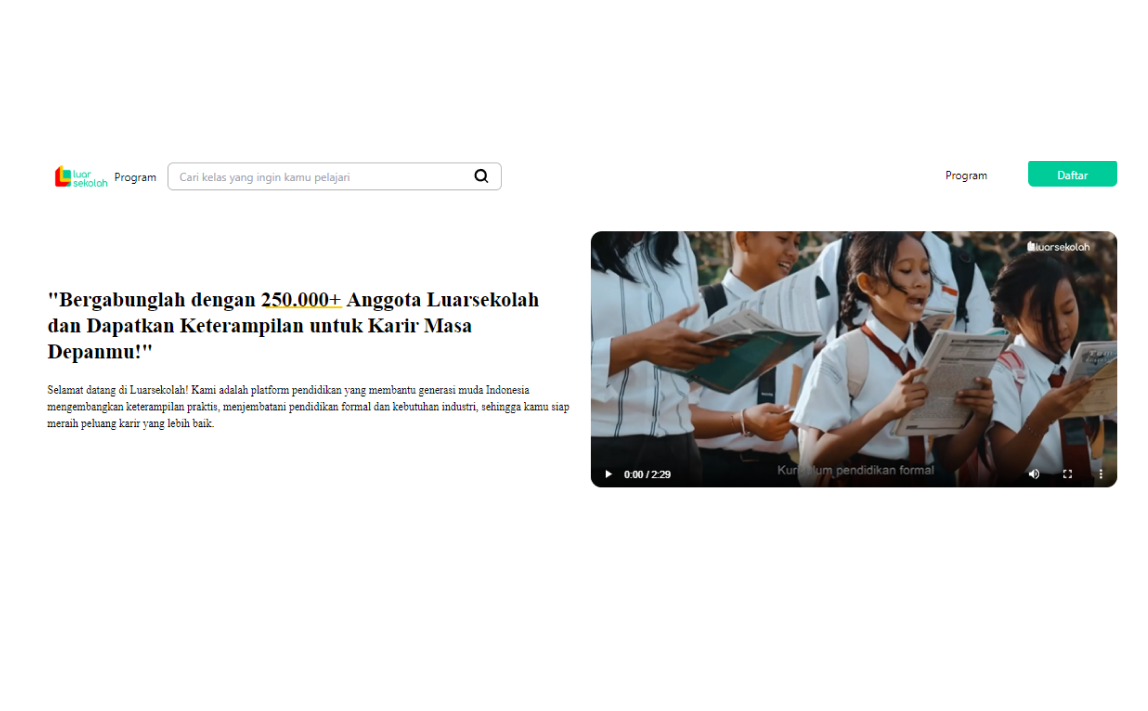 luar
sekolah
Program
Cari kelas yang ingin kamu pelajari
Program
Daftar
luarsekolah
"Bergabunglah dengan 250.000+ Anggota Luarsekolah
dan Dapatkan Keterampilan untuk Karir Masa
Depanmu!"
Selamat datang di Luarsekolah! Kami adalah platform pendidikan yang membantu generasi muda Indonesia
mengembangkan keterampilan praktis, menjembatani pendidikan formal dan kebutuhan industri, sehingga kamu siap
meraih peluang karir yang lebih baik.
Kurikulum pendidikan formal
0:00 / 2:29